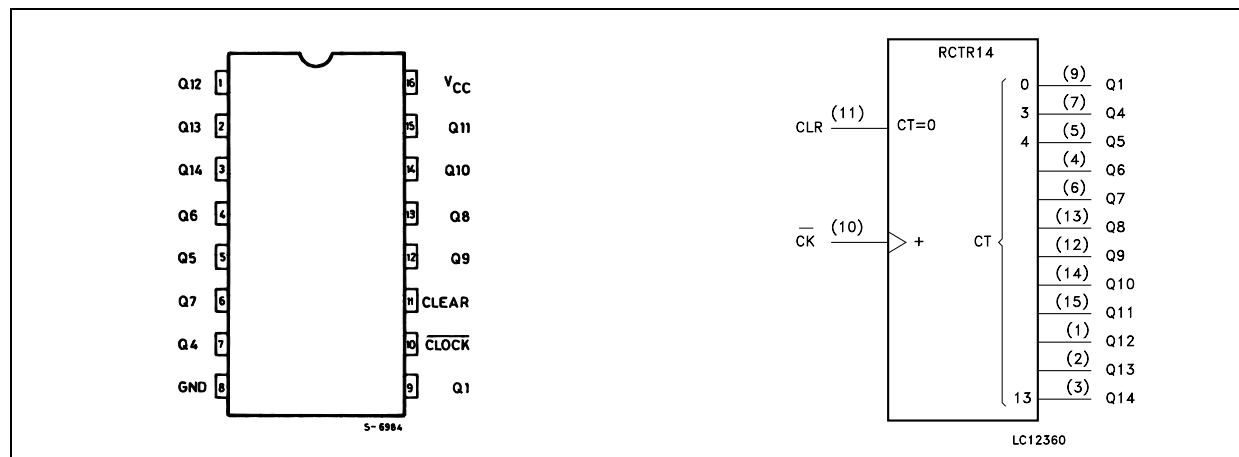 Q12 1 16 VCC
Q13 2 15 Q11
Q14 3 14 Q10
Q6 4 13 Q8
Q5 5 12 Q9
Q7 6 11 CLEAR
Q4 7 10 CLOCK
GND 8 9 Q1
S-6984
RCTR14
0 (9) Q1
3 (7) Q4
CLR (11) CT=0
4 (5) Q5
(4) Q6
(6) Q7
(13) Q8
CK (10) + CT
(12) Q9
(14) Q10
(15) Q11
(1) Q12
(2) Q13
13 (3) Q14
LC12360